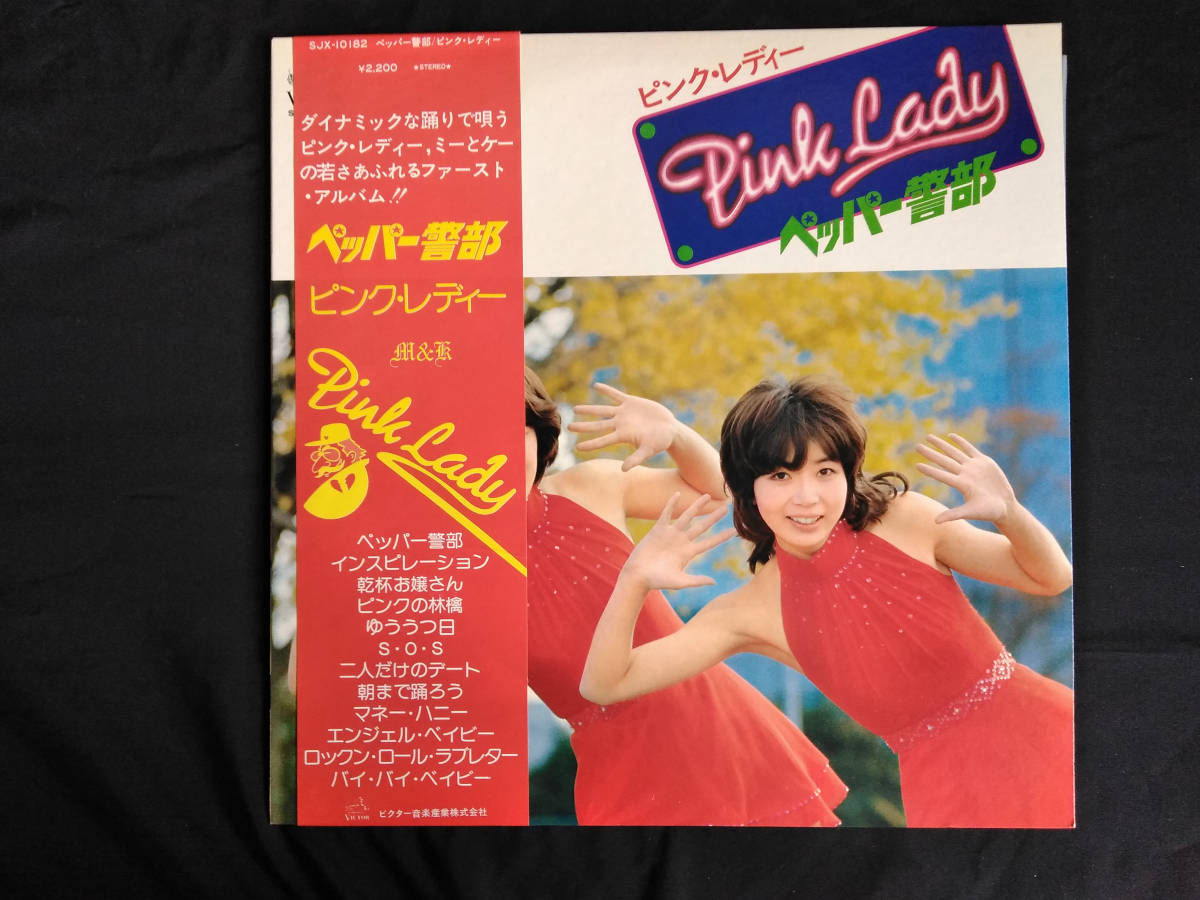 SJX-10182 ペッパー警部/ピンク・レディー
¥2,200 ★STEREO★
ダイナミックな踊りで唄う
ピンク・レディー,ミーとケー
の若さあふれるファースト
・アルバム!!
ペッパー警部
ピンク・レディー
M&K
Pink Lady
ペッパー警部
インスピレーション
乾杯お嬢さん
ピンクの林檎
ゆううつ日
S・O・S
二人だけのデート
朝まで踊ろう
マネー・ハニー
エンジェル・ベイビー
ロックン・ロール・ラブレター
バイ・バイ・ベイビー
VICTOR ビクター音楽産業株式会社
ピンク・レディー
Pink Lady
ペッパー警部